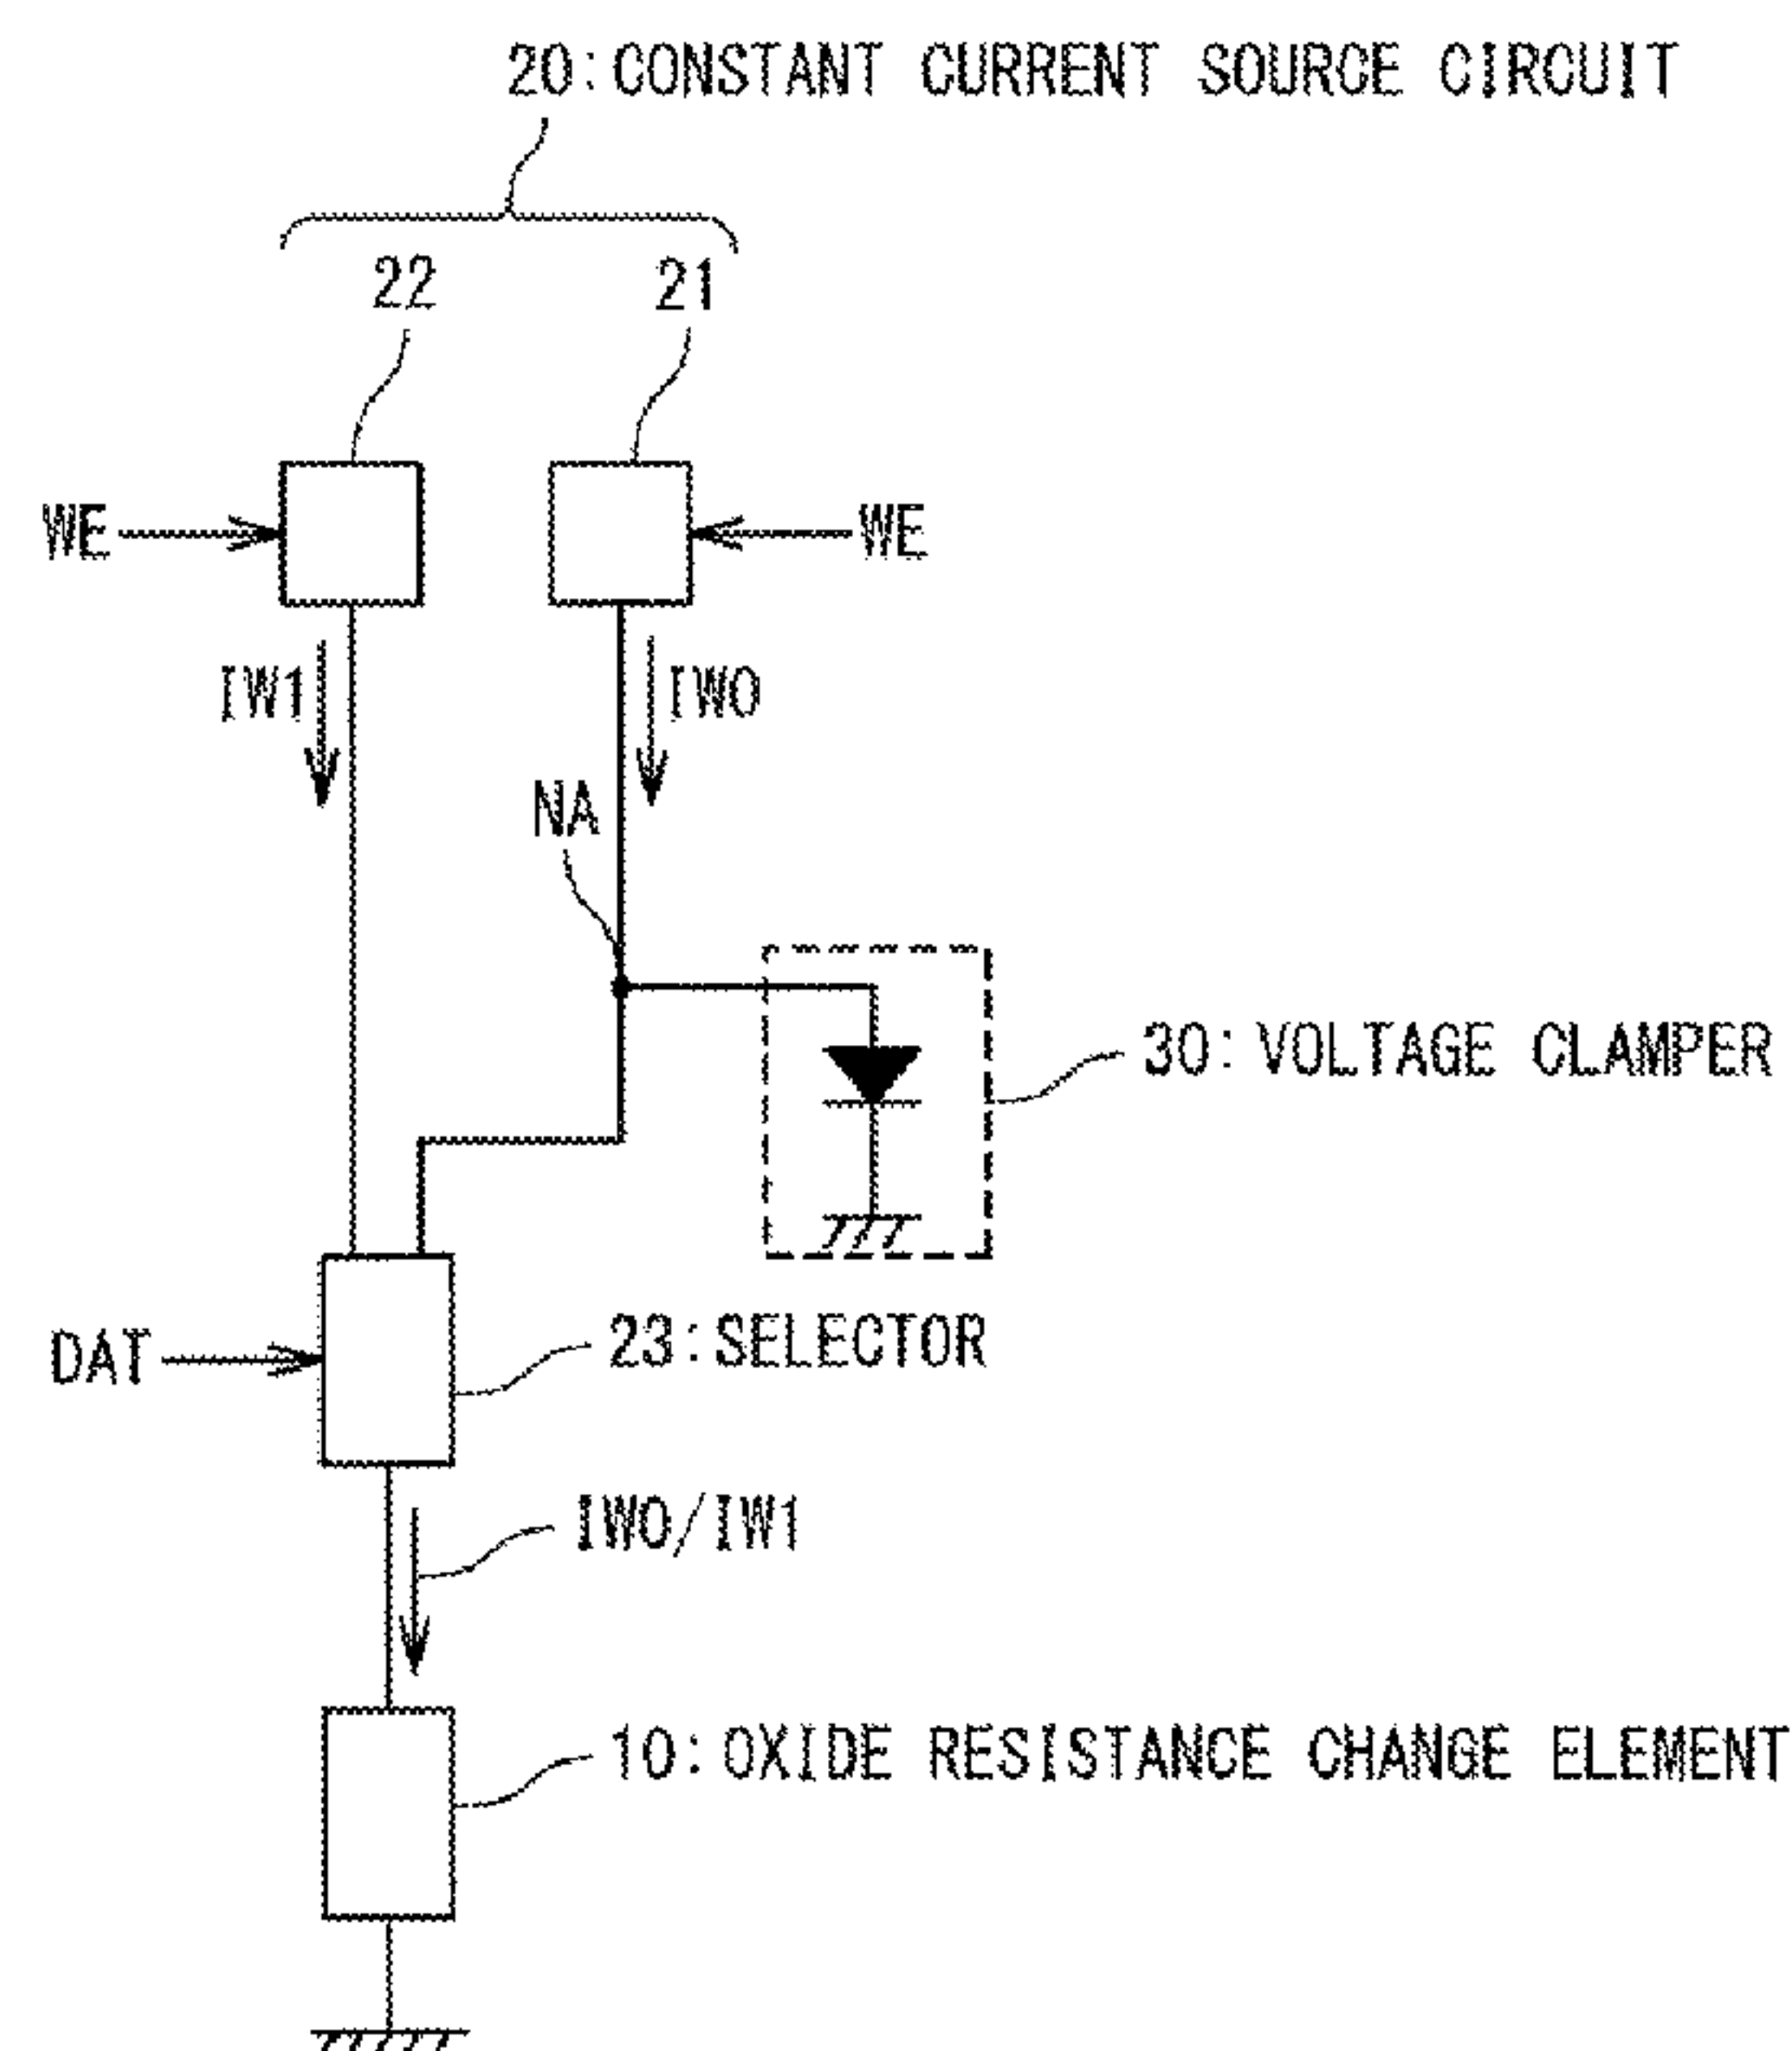 20:CONSTANT CURRENT SOURCE CIRCUIT
22
21
WE
WE
IW1
IW0
NA
30:VOLTAGE CLAMPER
DAT
23:SELECTOR
IW0/IW1
10:OXIDE RESISTANCE CHANGE ELEMENT